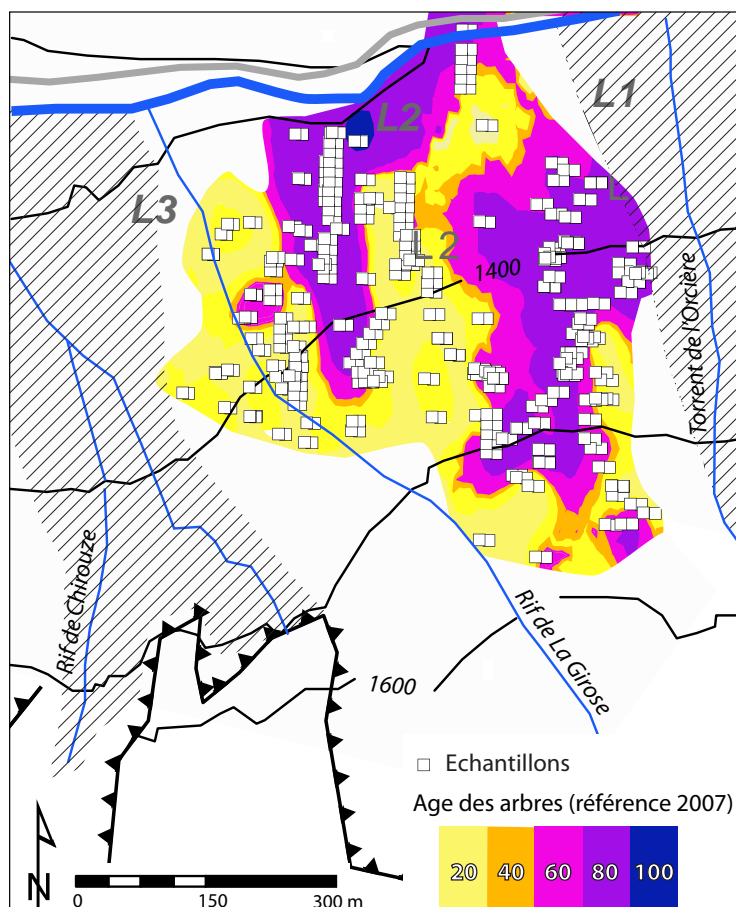 L1
L2
L3
L
L2
1400
Torrent de l'Orcière
Rif de Chirouze
Rif de La Girose
1600
Echantillons
Age des arbres (référence 2007)
20 40 60 80 100
N
0 150 300 m